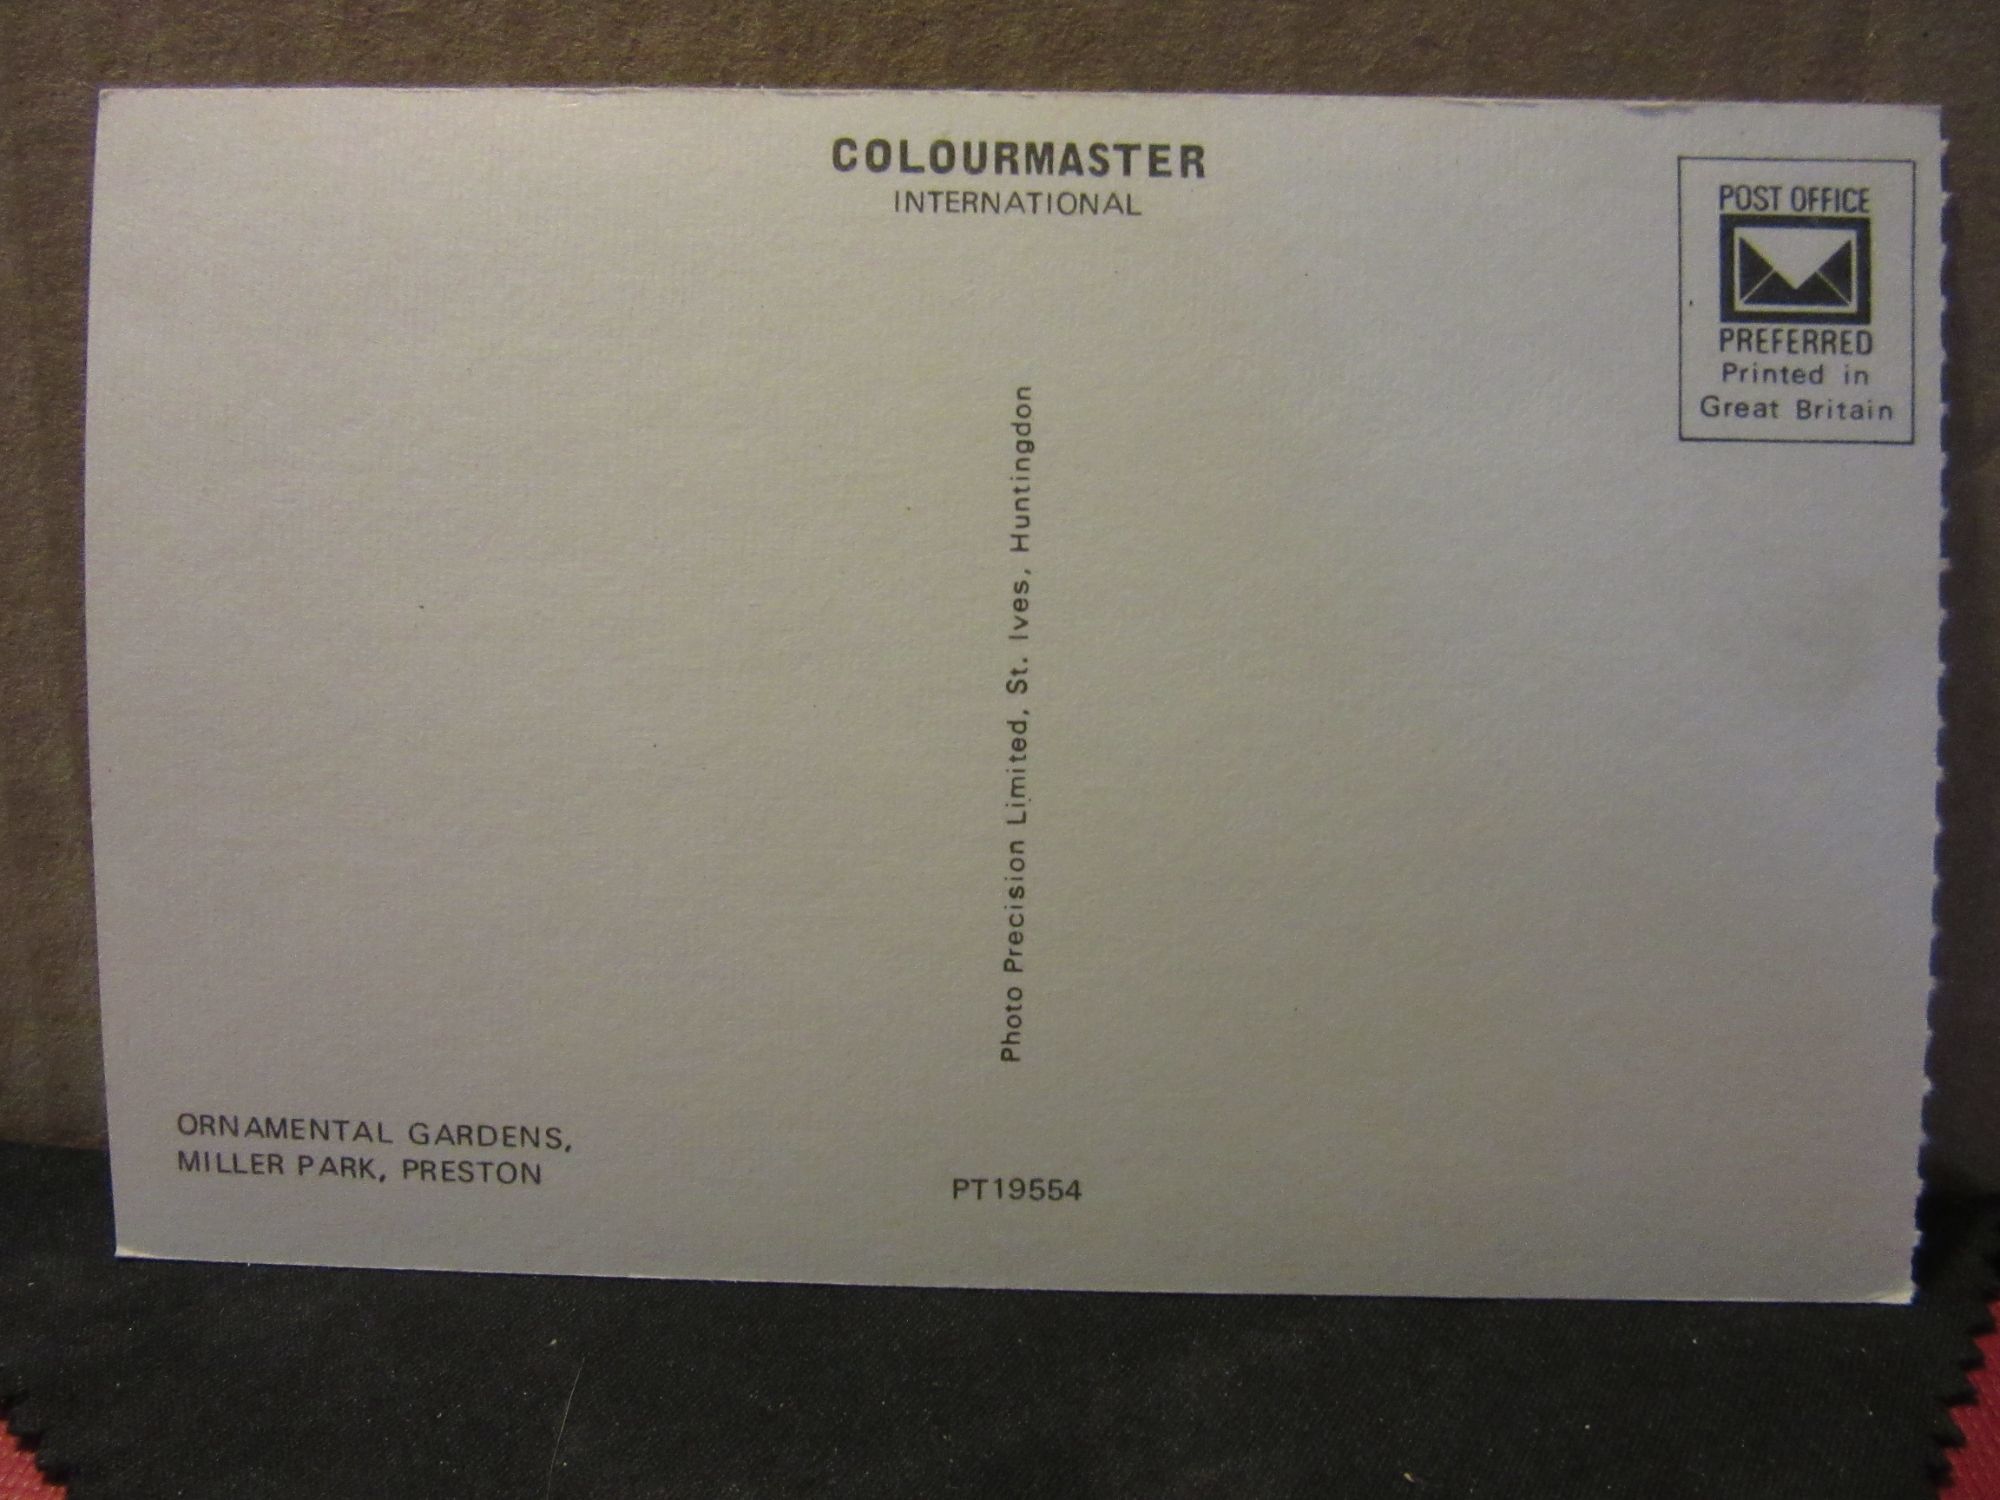 COLOURMASTER
INTERNATIONAL
POST OFFICE
PREFERRED
Printed in
Great Britain
Photo Precision Limited, St. Ives, Huntingdon
ORNAMENTAL GARDENS,
MILLER PARK, PRESTON
PT19554